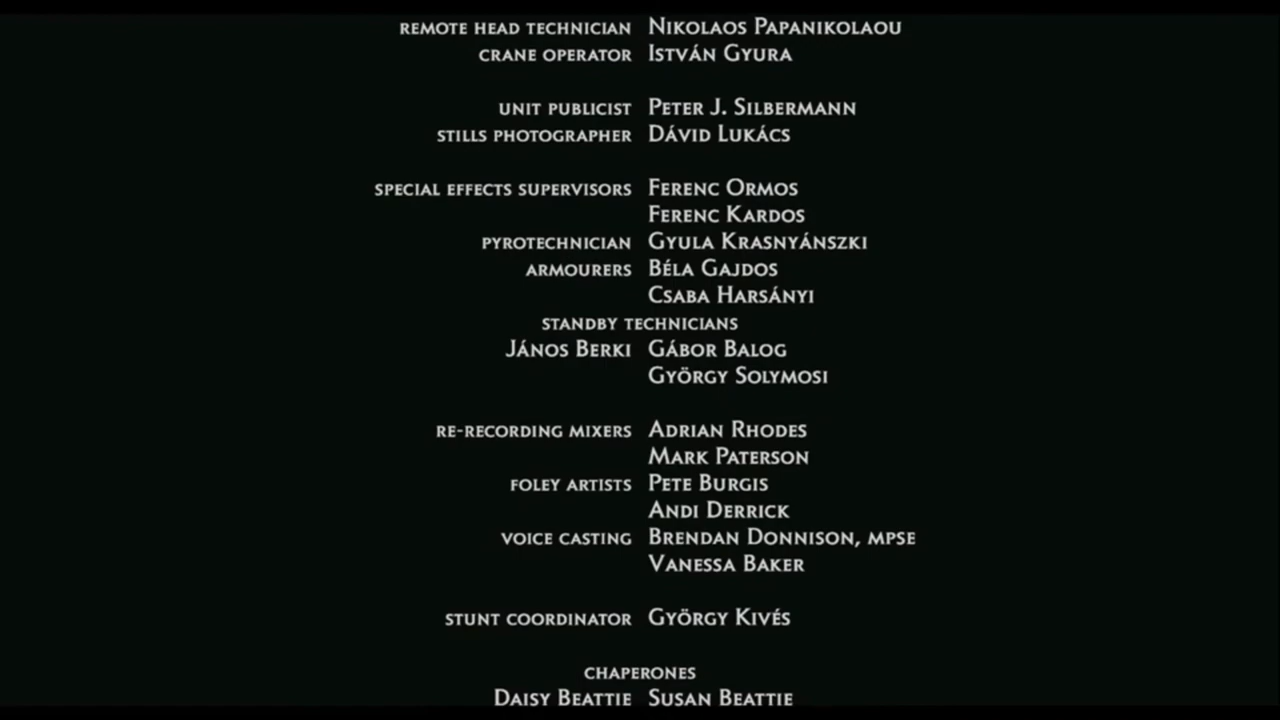 REMOTE HEAD TECHNICIAN NIKOLAOS PAPANIKOLAOU
CRANE OPERATOR ISTVÁN GYURA
UNIT PUBLICIST PETER J. SILBERMANN
STILLS PHOTOGRAPHER DÁVID LUKÁCS
SPECIAL EFFECTS SUPERVISORS FERENC ORMOS
FERENC KARDOS
PYROTECHNICIAN GYULA KRASNYÁNSZKI
ARMOURERS BÉLA GAJDOS
CSABA HARSÁNYI
STANDBY TECHNICIANS
JÁNOS BERKI GÁBOR BALOG
GYÖRGY SOLYMOSI
RE-RECORDING MIXERS ADRIAN RHODES
MARK PATERSON
FOLEY ARTISTS PETE BURGIS
ANDI DERRICK
VOICE CASTING BRENDAN DONNISON, MPSE
VANESSA BAKER
STUNT COORDINATOR GYÖRGY KIVÉS
CHAPERONES
DAISY BEATTIE SUSAN BEATTIE